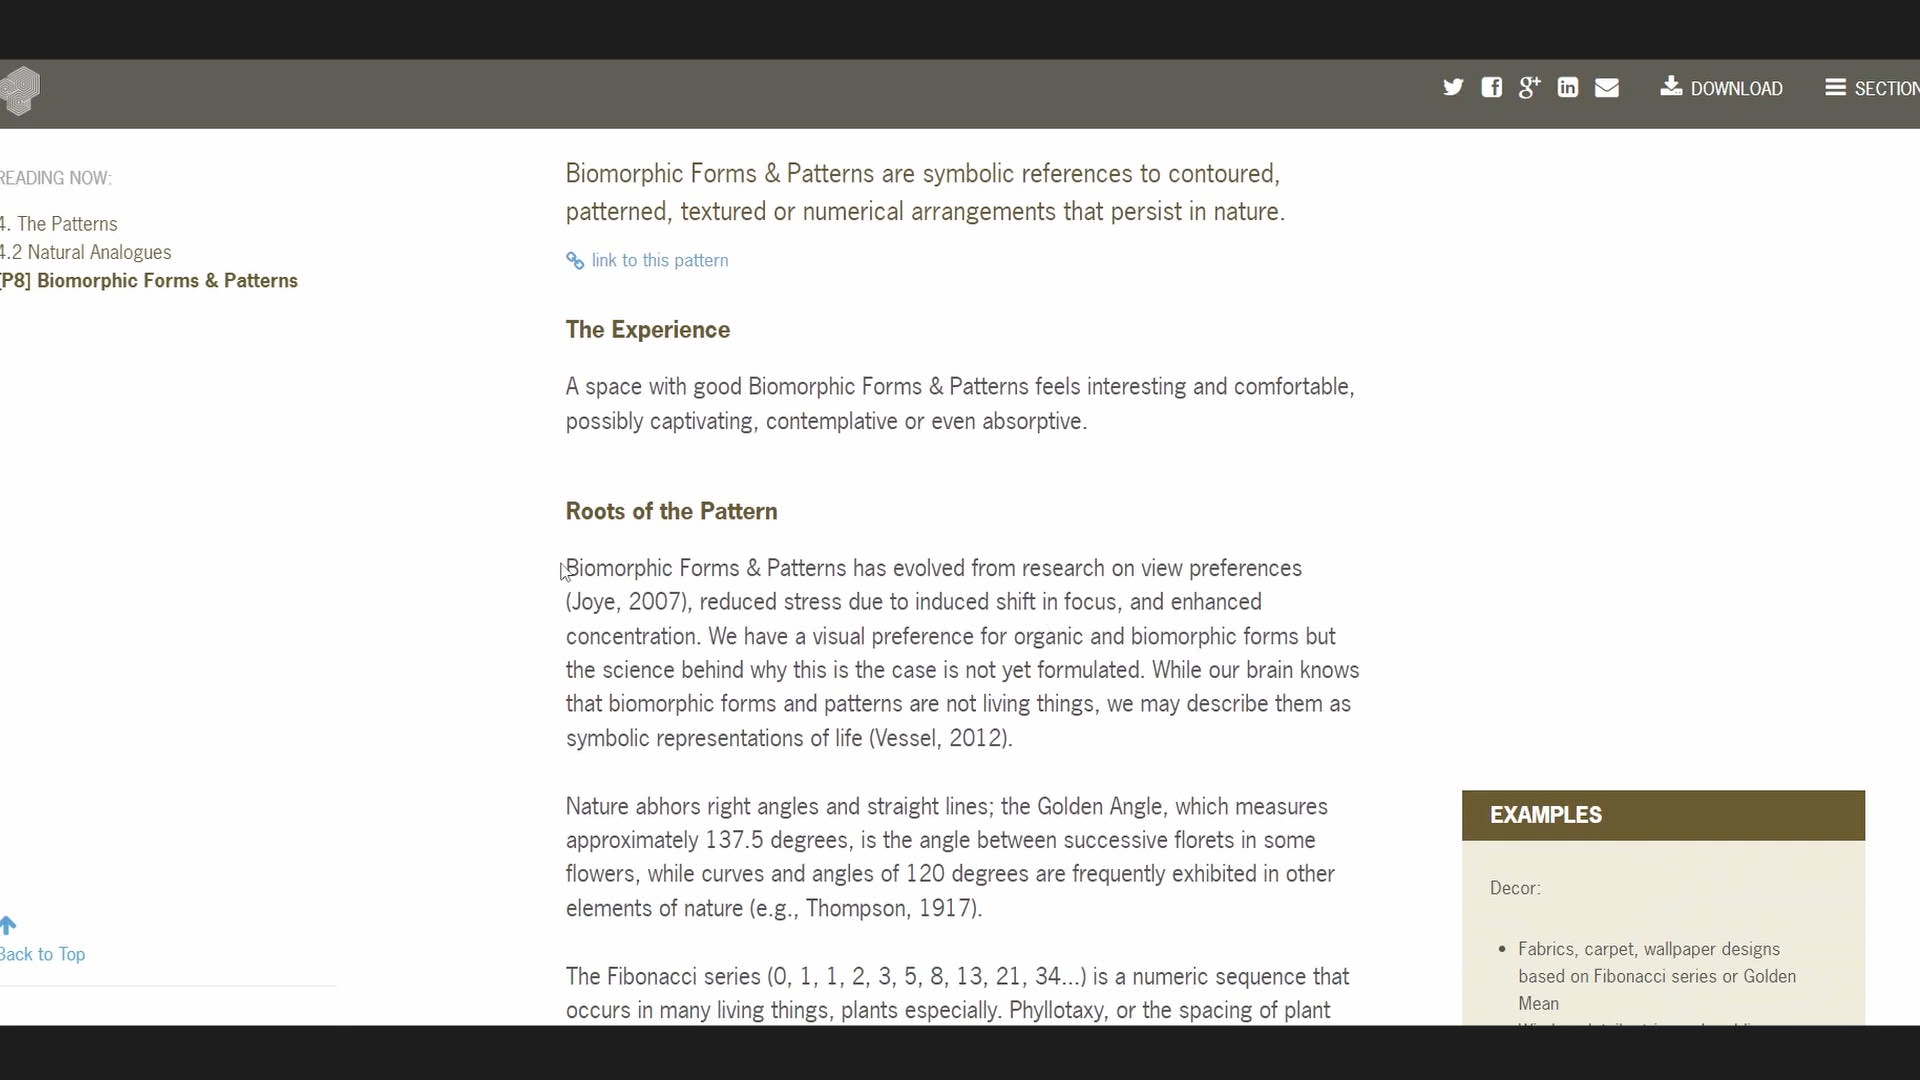 DOWNLOAD
SECTION
READING NOW:
4. The Patterns
4.2 Natural Analogues
[P8] Biomorphic Forms & Patterns
Biomorphic Forms & Patterns are symbolic references to contoured,
patterned, textured or numerical arrangements that persist in nature.
link to this pattern
The Experience
A space with good Biomorphic Forms & Patterns feels interesting and comfortable,
possibly captivating, contemplative or even absorptive.
Roots of the Pattern
Biomorphic Forms & Patterns has evolved from research on view preferences
(Joye, 2007), reduced stress due to induced shift in focus, and enhanced
concentration. We have a visual preference for organic and biomorphic forms but
the science behind why this is the case is not yet formulated. While our brain knows
that biomorphic forms and patterns are not living things, we may describe them as
symbolic representations of life (Vessel, 2012).
Nature abhors right angles and straight lines; the Golden Angle, which measures
approximately 137.5 degrees, is the angle between successive florets in some
flowers, while curves and angles of 120 degrees are frequently exhibited in other
elements of nature (e.g., Thompson, 1917).
The Fibonacci series (0, 1, 1, 2, 3, 5, 8, 13, 21, 34...) is a numeric sequence that
occurs in many living things, plants especially. Phyllotaxy, or the spacing of plant
Back to Top
EXAMPLES
Decor:
• Fabrics, carpet, wallpaper designs
based on Fibonacci series or Golden
Mean